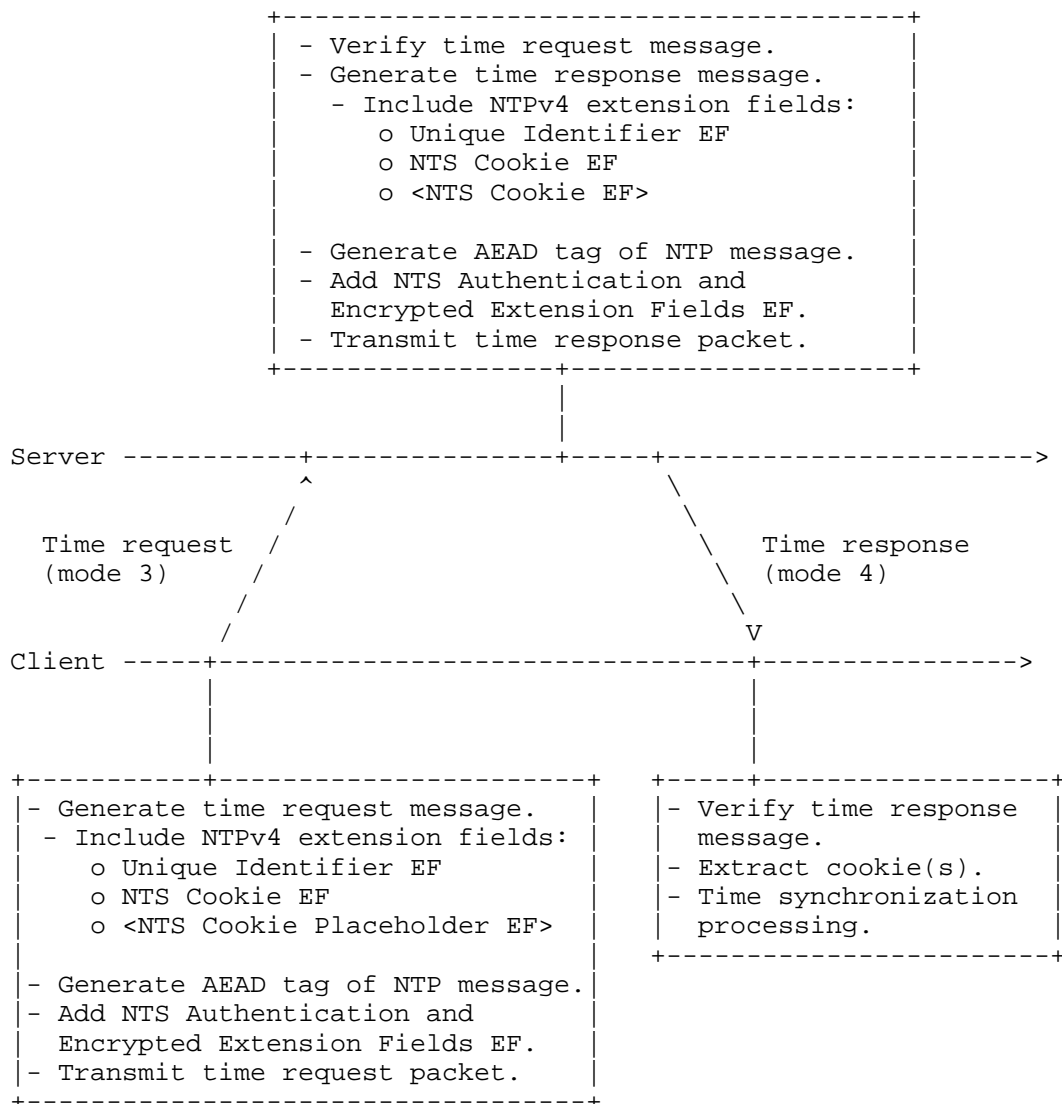 - Verify time request message.
- Generate time response message.
- Include NTPv4 extension fields:
o Unique Identifier EF
o NTS Cookie EF
o <NTS Cookie EF>
- Generate AEAD tag of NTP message.
- Add NTS Authentication and
Encrypted Extension Fields EF.
- Transmit time response packet.
Server
Time request
(mode 3)
Time response
(mode 4)
Client
- Generate time request message.
- Include NTPv4 extension fields:
o Unique Identifier EF
o NTS Cookie EF
o <NTS Cookie Placeholder EF>
- Generate AEAD tag of NTP message.
- Add NTS Authentication and
Encrypted Extension Fields EF.
- Transmit time request packet.
- Verify time response
message.
- Extract cookie(s).
- Time synchronization
processing.